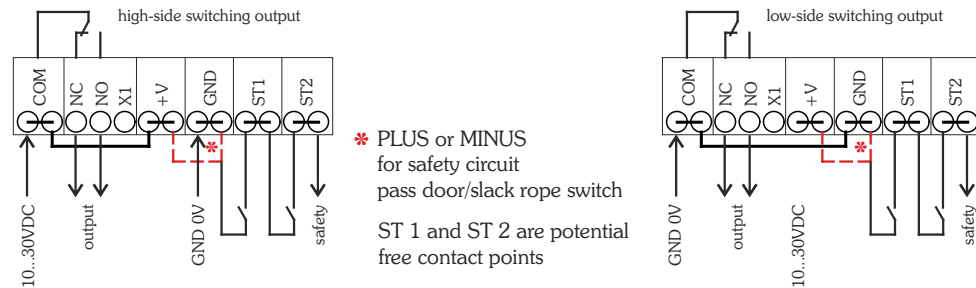 high-side switching output
COM
NC
NO
X1
+V
GND
ST1
ST2
10...30VDC
output
GND 0V
safety
*
* PLUS or MINUS
for safety circuit
pass door/slack rope switch
ST 1 and ST 2 are potential
free contact points
low-side switching output
COM
NC
NO
X1
+V
GND
ST1
ST2
GND 0V
output
10...30VDC
safety
*